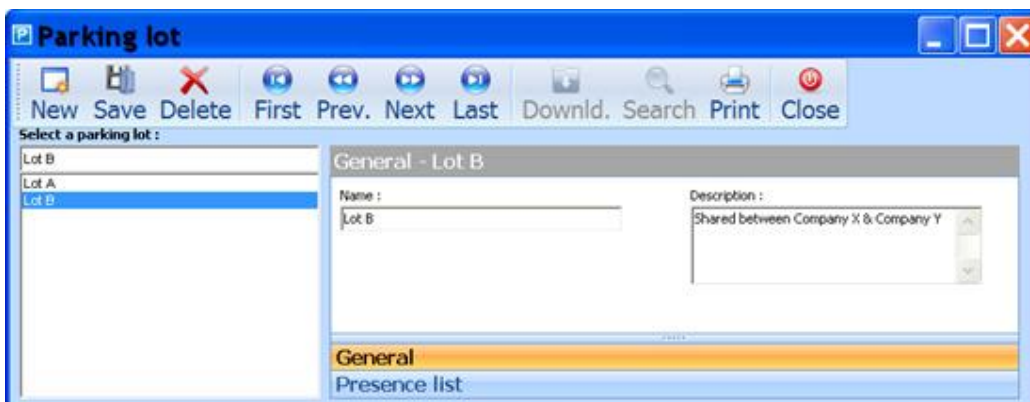 Parking lot
New Save Delete First Prev. Next Last Downld. Search Print Close
Select a parking lot :
Lot B
Lot A
Lot B
General - Lot B
Name :
Lot B
Description :
Shared between Company X & Company Y
General
Presence list